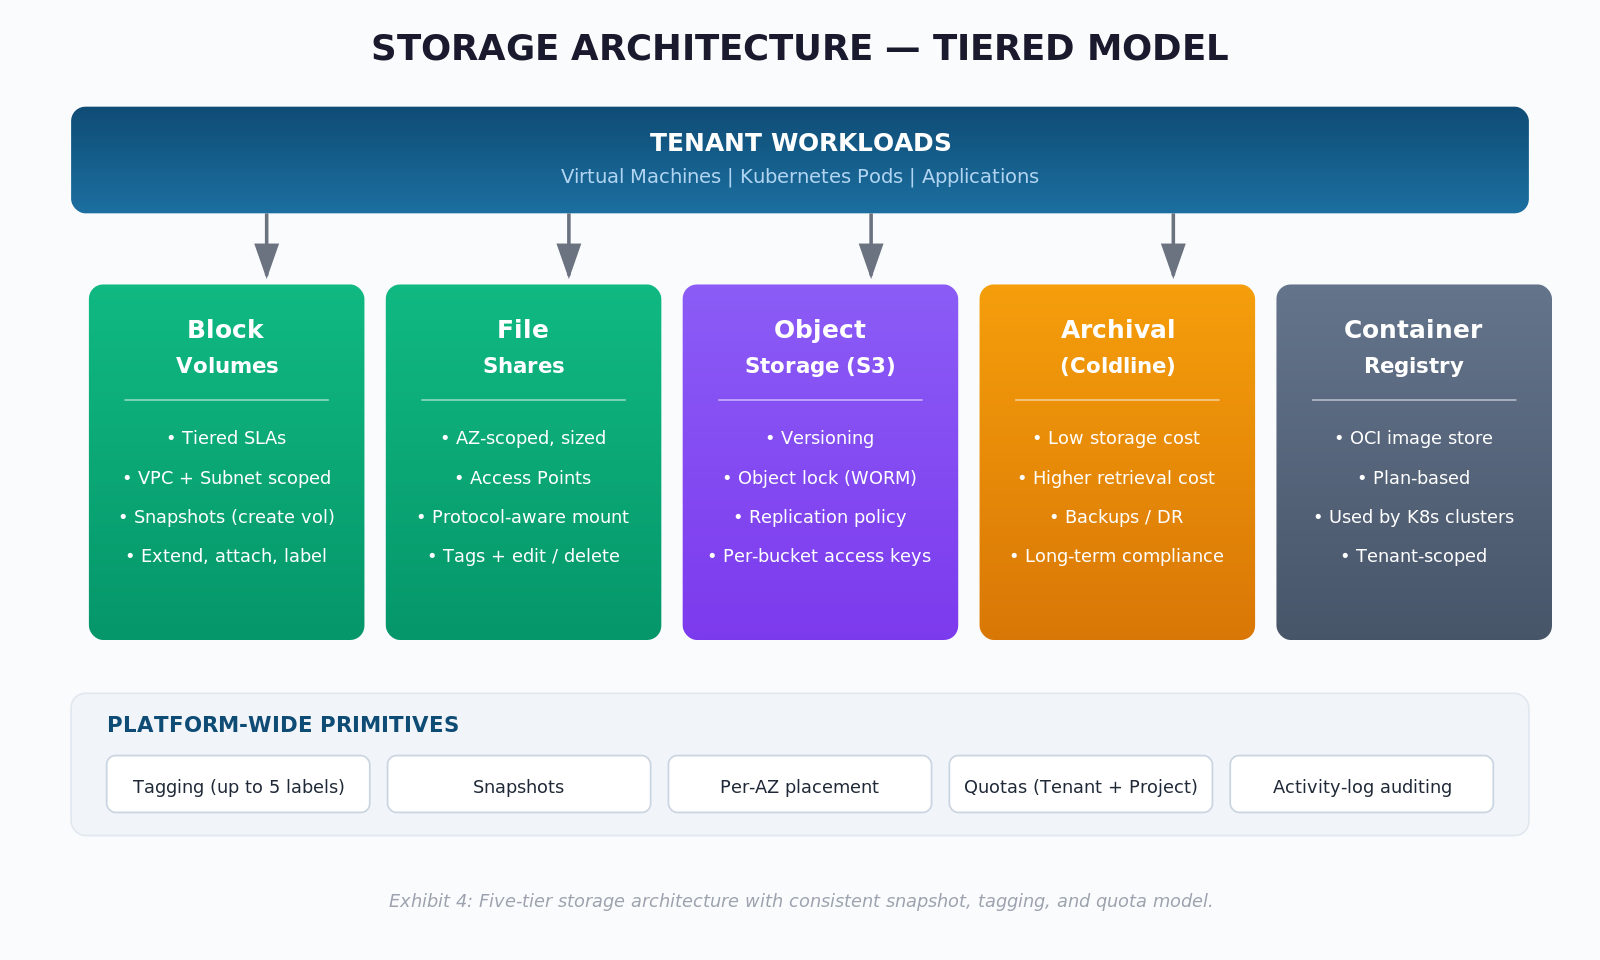 STORAGE ARCHITECTURE — TIERED MODEL
TENANT WORKLOADS
Virtual Machines | Kubernetes Pods | Applications
Block
Volumes
• Tiered SLAs
• VPC + Subnet scoped
• Snapshots (create vol)
• Extend, attach, label
File
Shares
• AZ-scoped, sized
• Access Points
• Protocol-aware mount
• Tags + edit / delete
Object
Storage (S3)
• Versioning
• Object lock (WORM)
• Replication policy
• Per-bucket access keys
Archival
(Coldline)
• Low storage cost
• Higher retrieval cost
• Backups / DR
• Long-term compliance
Container
Registry
• OCI image store
• Plan-based
• Used by K8s clusters
• Tenant-scoped
PLATFORM-WIDE PRIMITIVES
Tagging (up to 5 labels)
Snapshots
Per-AZ placement
Quotas (Tenant + Project)
Activity-log auditing
Exhibit 4: Five-tier storage architecture with consistent snapshot, tagging, and quota model.